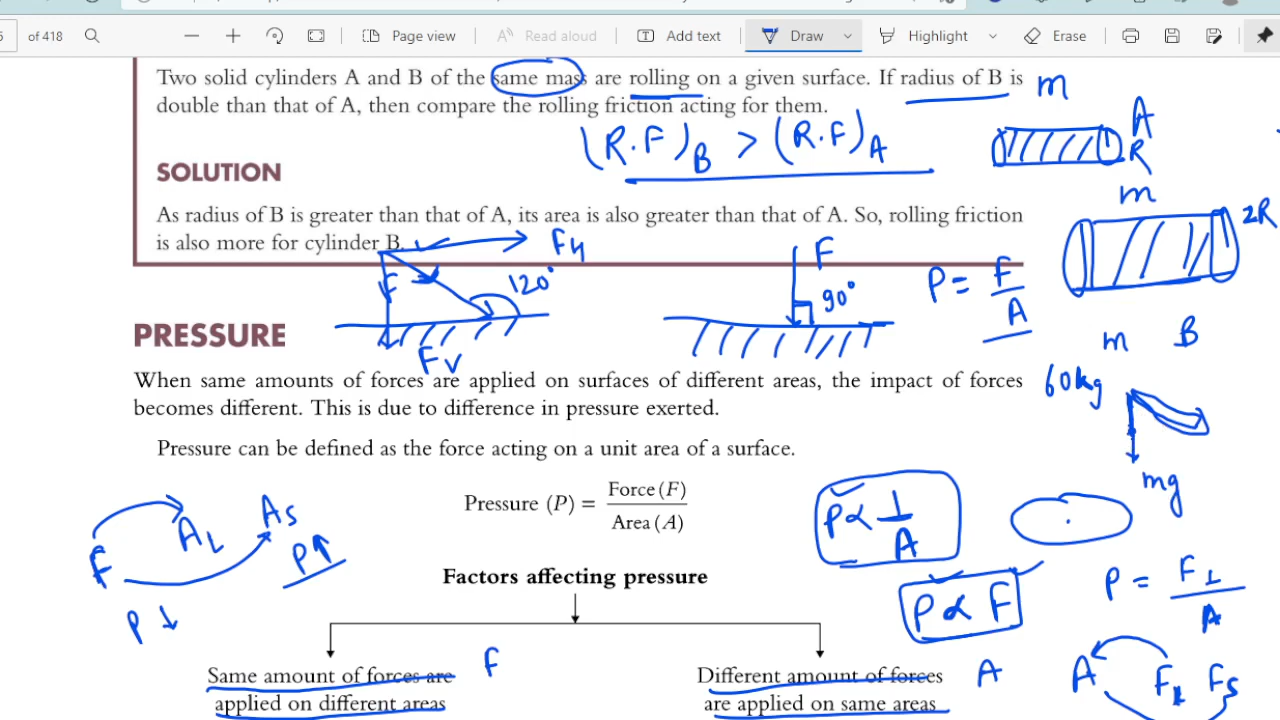 of 418
Page view
Read aloud
Add text
Draw
Highlight
Erase
Two solid cylinders A and B of the same mass are rolling on a given surface. If radius of B is
double than that of A, then compare the rolling friction acting for them.
m
A
R
(R.F)B > (R.F)A
SOLUTION
m
2R
As radius of B is greater than that of A, its area is also greater than that of A. So, rolling friction
is also more for cylinder B.
FH
F
120°
FV
F
90°
P = F/A
m
B
PRESSURE
When same amounts of forces are applied on surfaces of different areas, the impact of forces
becomes different. This is due to difference in pressure exerted.
60kg
mg
Pressure can be defined as the force acting on a unit area of a surface.
Pressure (P) = Force (F)
Area (A)
P ∝ 1/A
F
AL
As
P↑
P↓
P ∝ F
P = F⊥/A
Factors affecting pressure
Same amount of forces are
applied on different areas
F
Different amount of forces
are applied on same areas
A
A
Fs